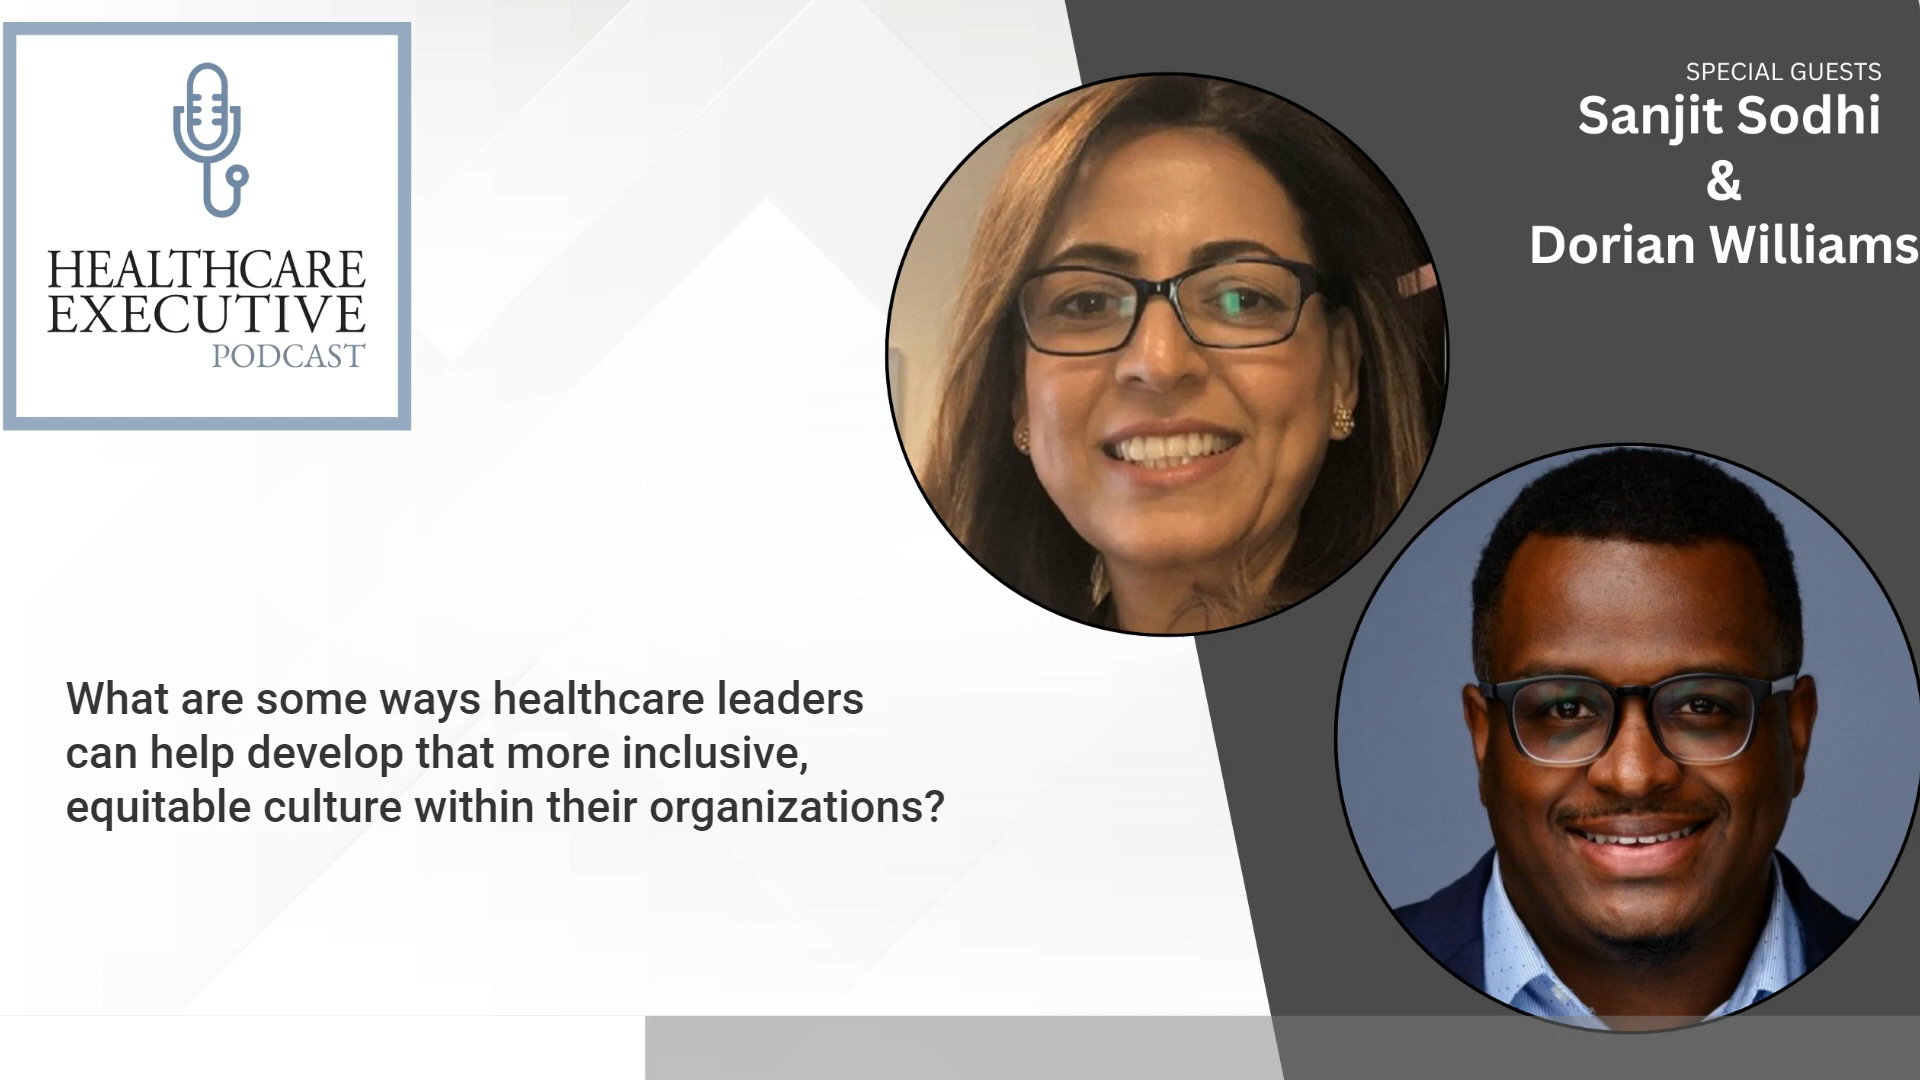 HEALTHCARE
EXECUTIVE
PODCAST
SPECIAL GUESTS
Sanjit Sodhi
&
Dorian Williams
What are some ways healthcare leaders
can help develop that more inclusive,
equitable culture within their organizations?